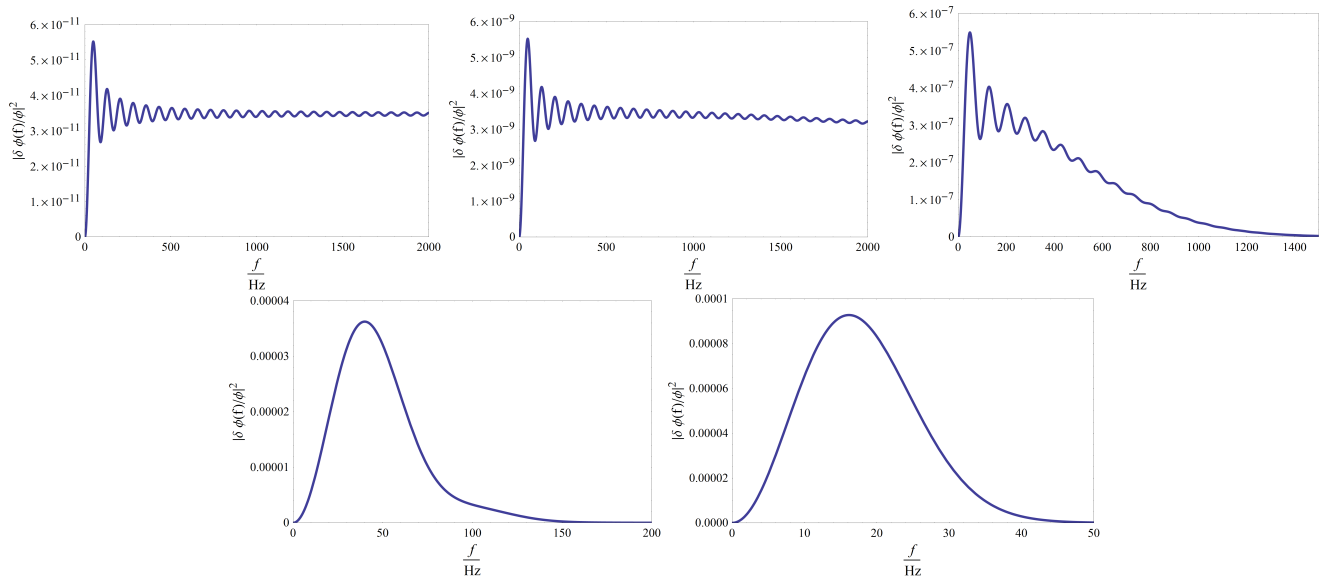 6. × 10⁻¹¹
5. × 10⁻¹¹
4. × 10⁻¹¹
3. × 10⁻¹¹
2. × 10⁻¹¹
1. × 10⁻¹¹
0
|δ ϕ(f)/ϕ|²
0 500 1000 1500 2000
f
Hz
6. × 10⁻⁹
5. × 10⁻⁹
4. × 10⁻⁹
3. × 10⁻⁹
2. × 10⁻⁹
1. × 10⁻⁹
0
|δ ϕ(f)/ϕ|²
0 500 1000 1500 2000
f
Hz
6. × 10⁻⁷
5. × 10⁻⁷
4. × 10⁻⁷
3. × 10⁻⁷
2. × 10⁻⁷
1. × 10⁻⁷
0
|δ ϕ(f)/ϕ|²
0 200 400 600 800 1000 1200 1400
f
Hz
0.00004
0.00003
0.00002
0.00001
0
|δ ϕ(f)/ϕ|²
0 50 100 150 200
f
Hz
0.0001
0.00008
0.00006
0.00004
0.00002
0.0000
|δ ϕ(f)/ϕ|²
0 10 20 30 40 50
f
Hz